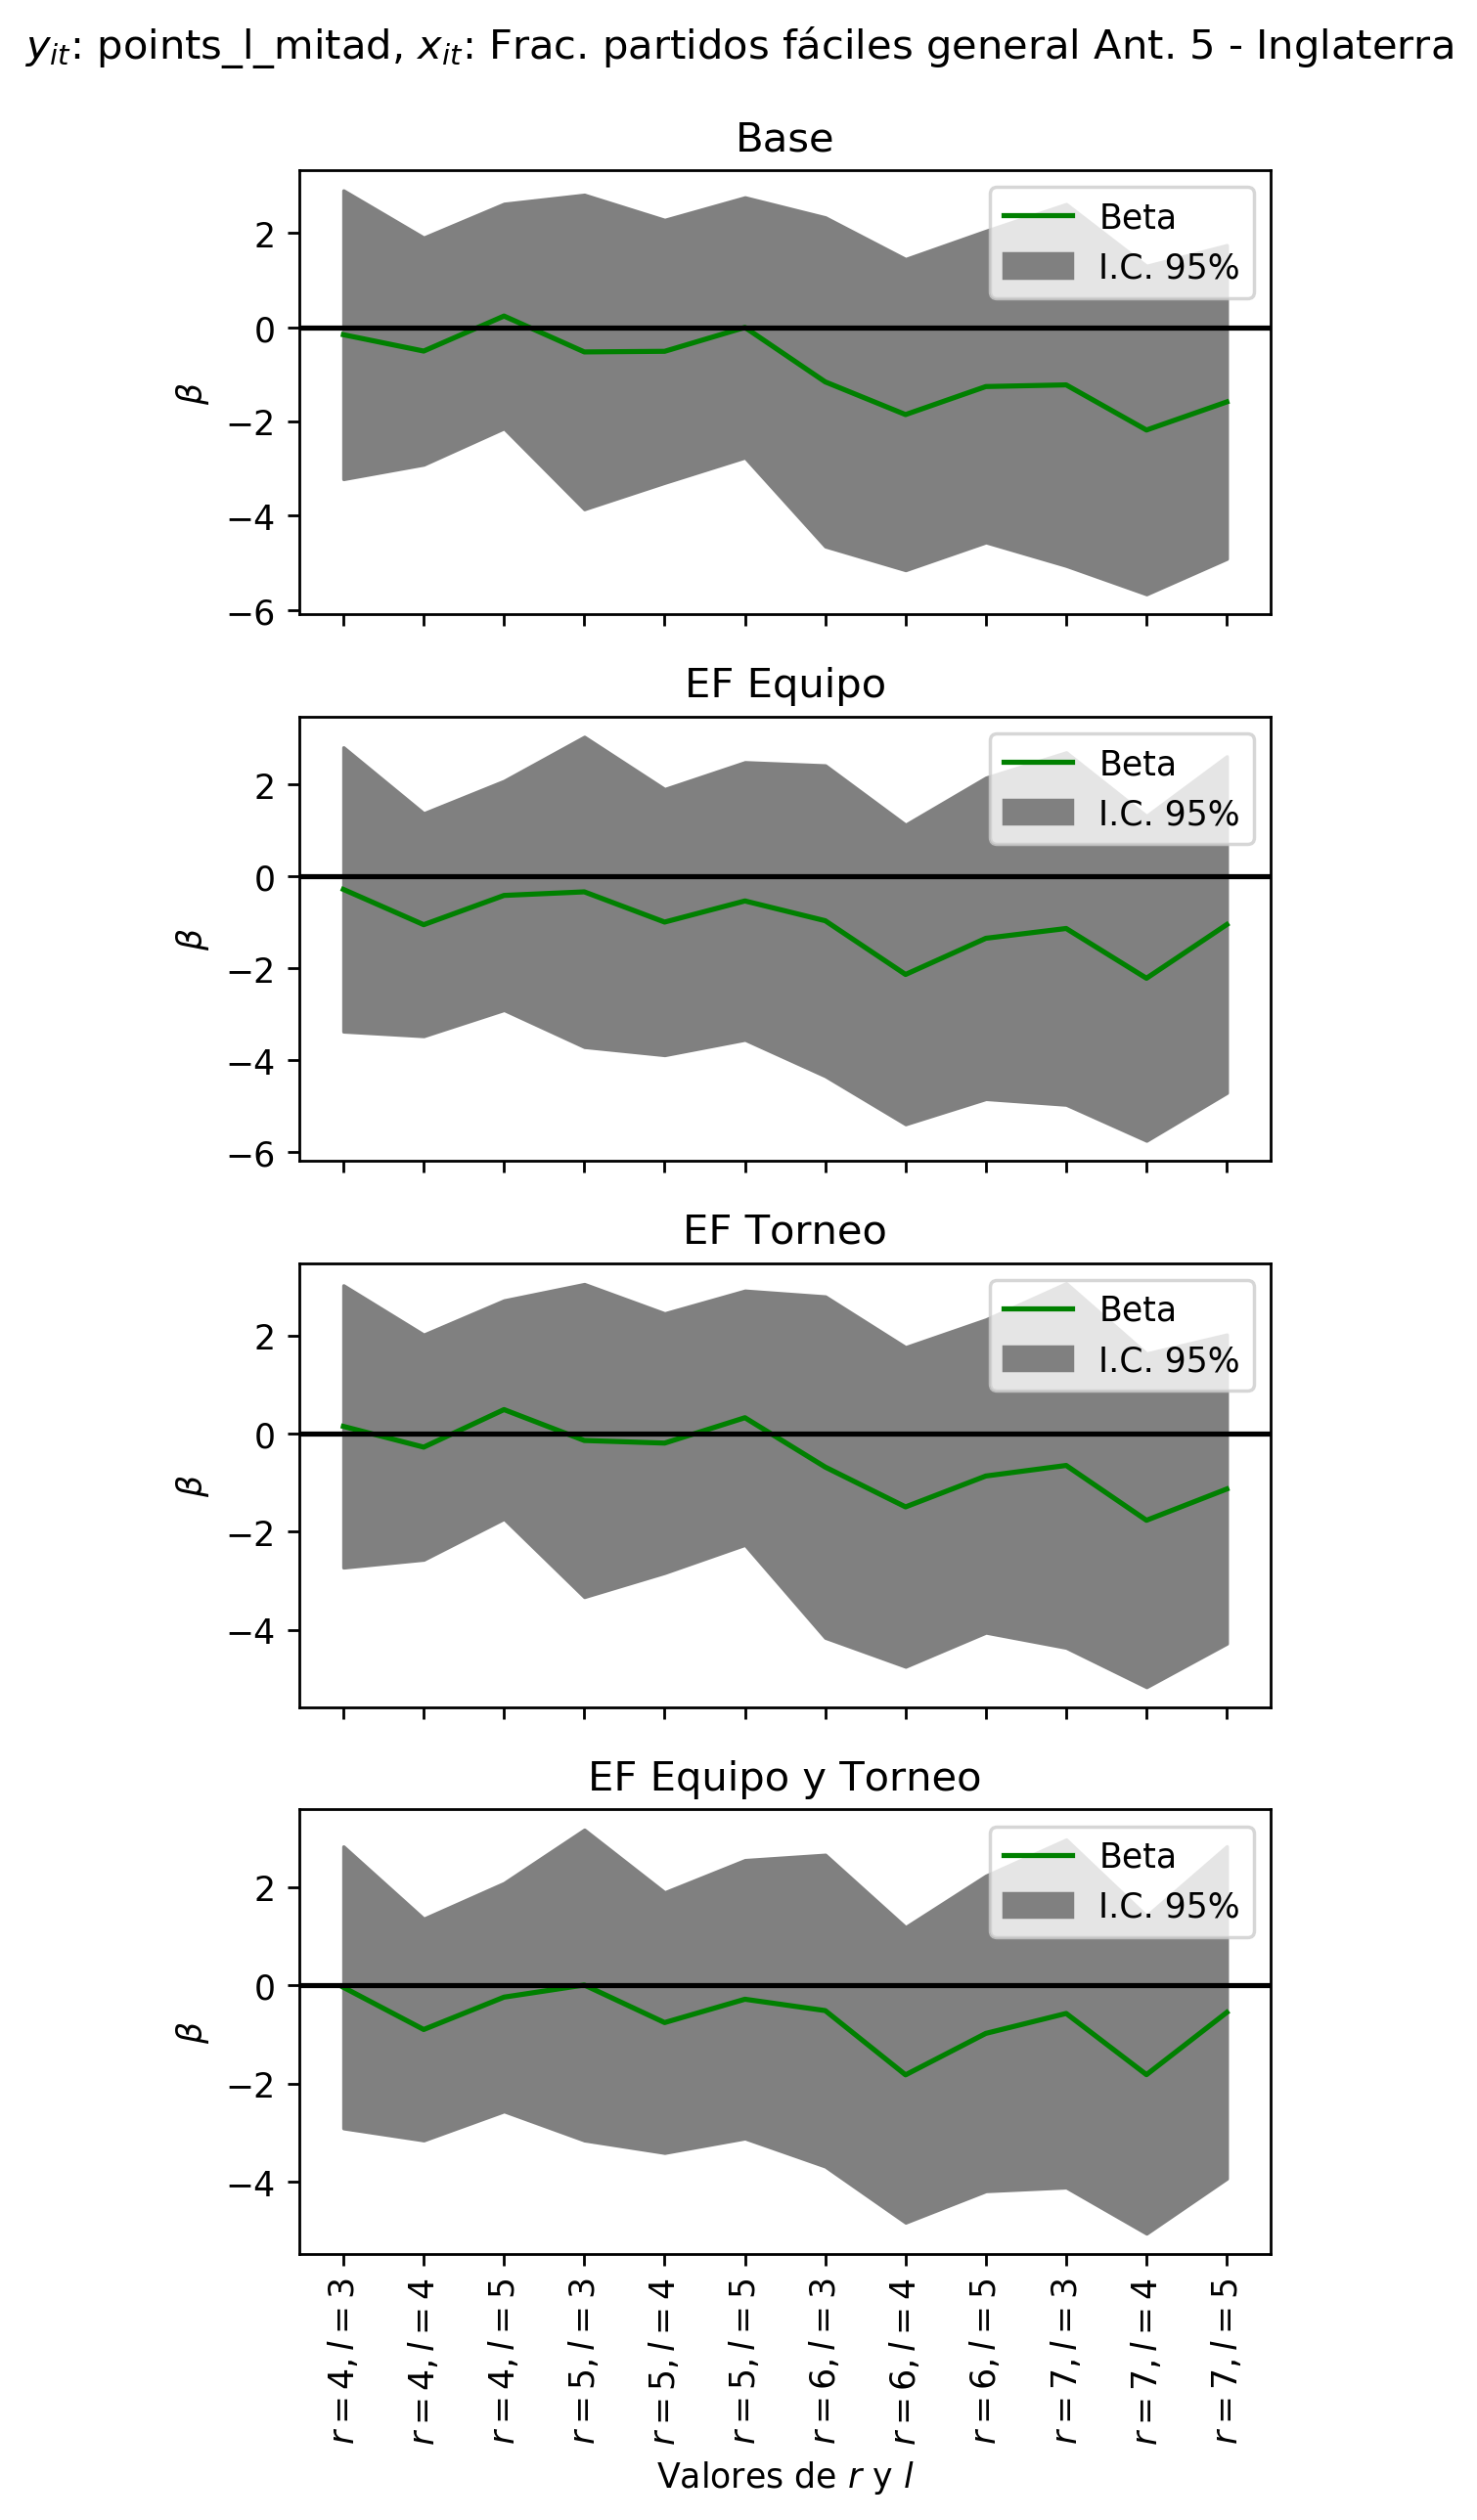 y_it: points_l_mitad, x_it: Frac. partidos fáciles general Ant. 5 - Inglaterra
Base
Beta
I.C. 95%
2
0
−2
−4
−6
β
EF Equipo
Beta
I.C. 95%
2
0
−2
−4
−6
β
EF Torneo
Beta
I.C. 95%
2
0
−2
−4
β
EF Equipo y Torneo
Beta
I.C. 95%
2
0
−2
−4
β
r = 4, l = 3
r = 4, l = 4
r = 4, l = 5
r = 5, l = 3
r = 5, l = 4
r = 5, l = 5
r = 6, l = 3
r = 6, l = 4
r = 6, l = 5
r = 7, l = 3
r = 7, l = 4
r = 7, l = 5
Valores de r y l